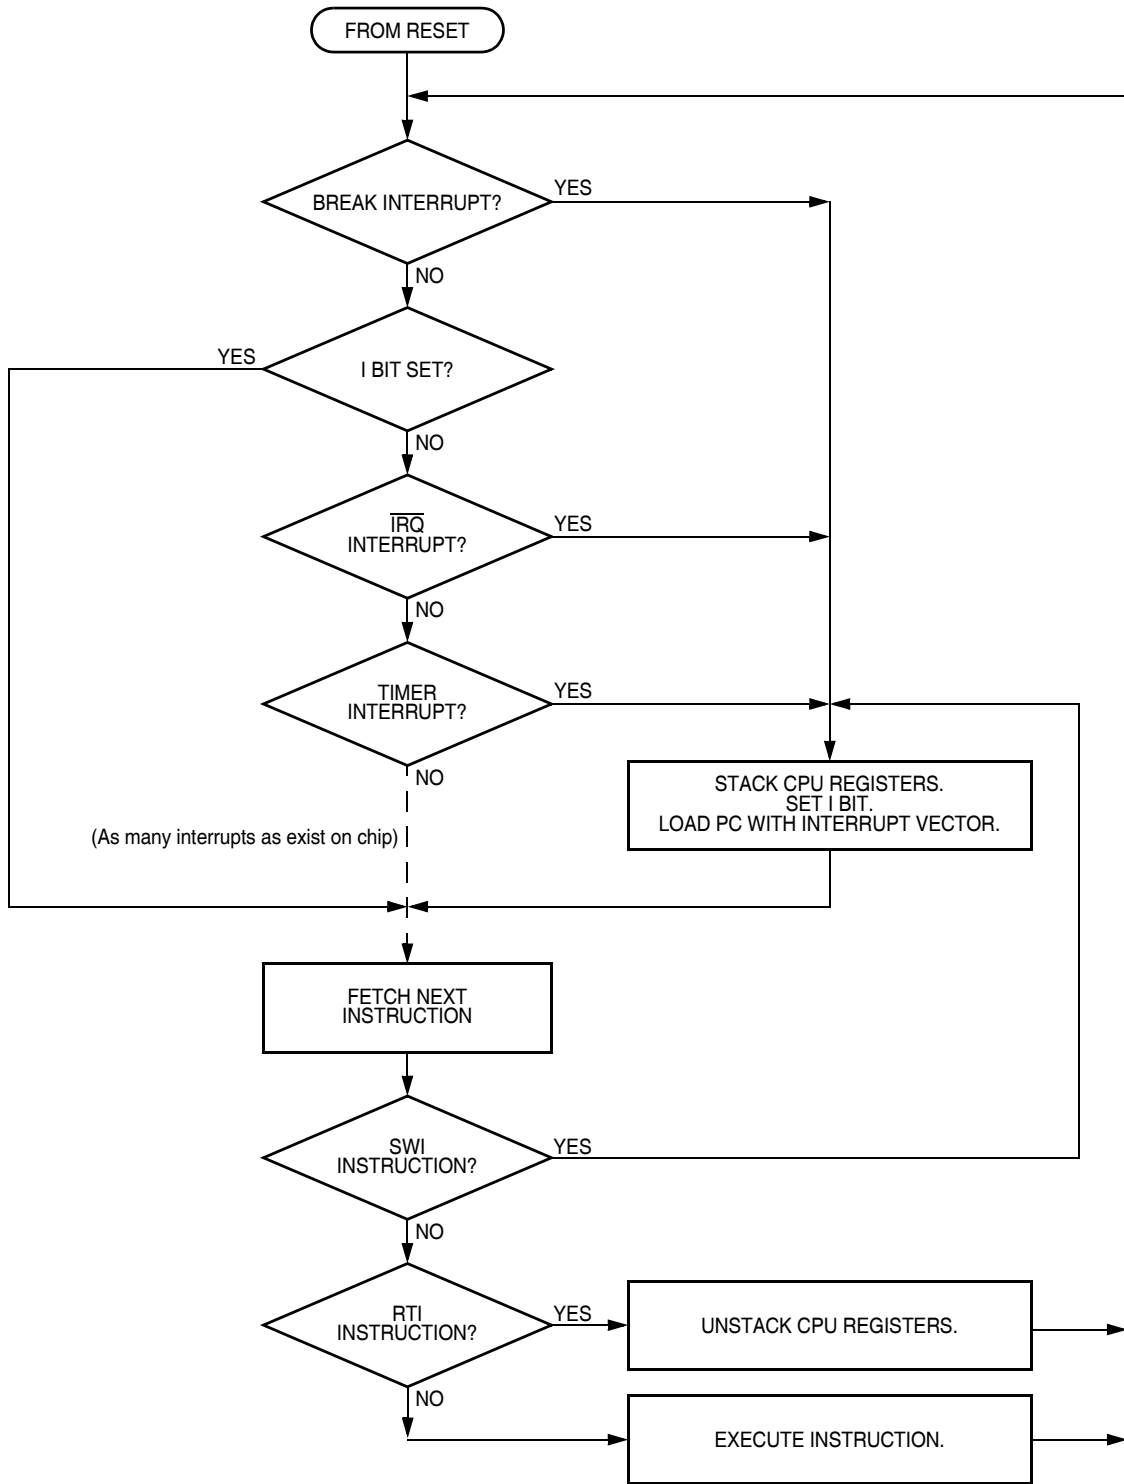 FROM RESET
BREAK INTERRUPT?
YES
NO
YES
I BIT SET?
NO
IRQ
INTERRUPT?
YES
NO
TIMER
INTERRUPT?
YES
NO
STACK CPU REGISTERS.
SET I BIT.
LOAD PC WITH INTERRUPT VECTOR.
(As many interrupts as exist on chip)
FETCH NEXT
INSTRUCTION
SWI
INSTRUCTION?
YES
NO
RTI
INSTRUCTION?
YES
UNSTACK CPU REGISTERS.
NO
EXECUTE INSTRUCTION.